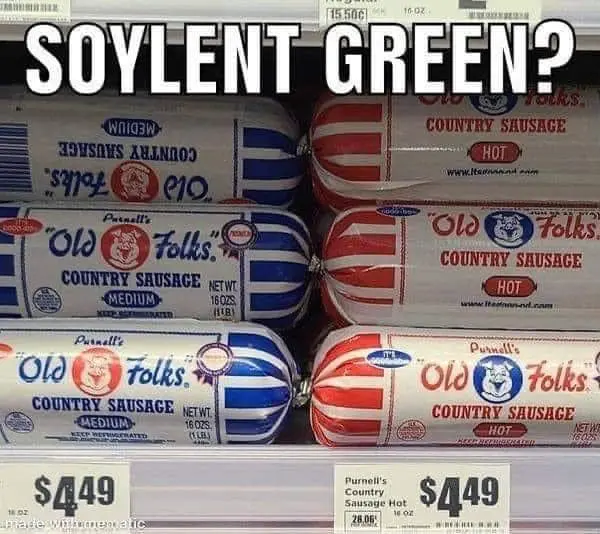 15.50¢
16 OZ
SOYLENT GREEN?
"Old Folks."
COUNTRY SAUSAGE
MEDIUM
Folks.
COUNTRY SAUSAGE
HOT
Purnell's
"Old Folks."
COUNTRY SAUSAGE
MEDIUM
NET WT.
16 OZS.
(1 LB.)
KEEP REFRIGERATED
"Old Folks.
COUNTRY SAUSAGE
HOT
Purnell's
"Old Folks."
COUNTRY SAUSAGE
MEDIUM
NET WT.
16 OZS.
(1 LB.)
KEEP REFRIGERATED
IT'S
Purnell's
"Old Folks
COUNTRY SAUSAGE
HOT
NET W
16 OZS
KEEP REFRIGERATED
$4.49
16 OZ
Purnell's
Country
Sausage Hot
16 OZ
28.06¢
$4.49
made with mematic